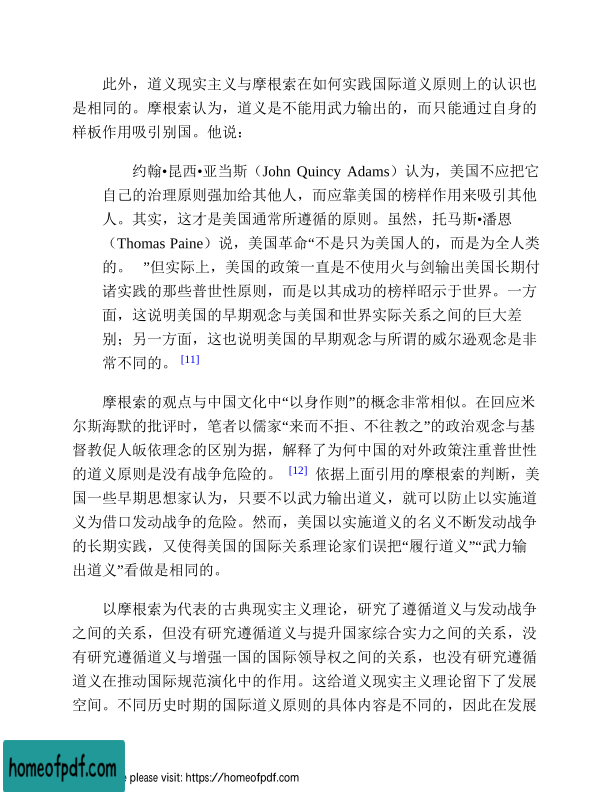 此外，道义现实主义与摩根索在如何实践国际道义原则上的认识也
是相同的。摩根索认为，道义是不能用武力输出的，而只能通过自身的
样板作用吸引别国。他说：
约翰•昆西•亚当斯（John Quincy Adams）认为，美国不应把它
自己的治理原则强加给其他人，而应靠美国的榜样作用来吸引其他
人。其实，这才是美国通常所遵循的原则。虽然，托马斯•潘恩
（Thomas Paine）说，美国革命“不是只为美国人的，而是为全人类
的。 ”但实际上，美国的政策一直是不使用火与剑输出美国长期付
诸实践的那些普世性原则，而是以其成功的榜样昭示于世界。一方
面，这说明美国的早期观念与美国和世界实际关系之间的巨大差
别；另一方面，这也说明美国的早期观念与所谓的威尔逊观念是非
常不同的。 [11]
摩根索的观点与中国文化中“以身作则”的概念非常相似。在回应米
尔斯海默的批评时，笔者以儒家“来而不拒、不往教之”的政治观念与基
督教促人皈依理念的区别为据，解释了为何中国的对外政策注重普世性
的道义原则是没有战争危险的。 [12] 依据上面引用的摩根索的判断，美
国一些早期思想家认为，只要不以武力输出道义，就可以防止以实施道
义为借口发动战争的危险。然而，美国以实施道义的名义不断发动战争
的长期实践，又使得美国的国际关系理论家们误把“履行道义”“武力输
出道义”看做是相同的。
以摩根索为代表的古典现实主义理论，研究了遵循道义与发动战争
之间的关系，但没有研究遵循道义与提升国家综合实力之间的关系，没
有研究遵循道义与增强一国的国际领导权之间的关系，也没有研究遵循
道义在推动国际规范演化中的作用。这给道义现实主义理论留下了发展
空间。不同历史时期的国际道义原则的具体内容是不同的，因此在发展
homeofpdf.com
please visit: https://homeofpdf.com